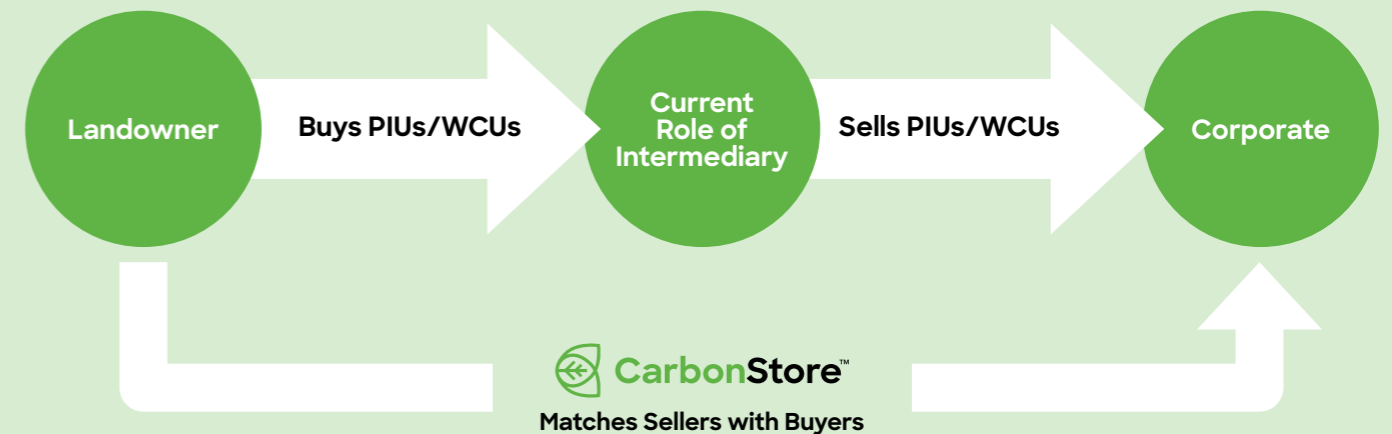 Landowner
Buys PIUs/WCUs
Current
Role of
Intermediary
Sells PIUs/WCUs
Corporate
CarbonStore™
Matches Sellers with Buyers